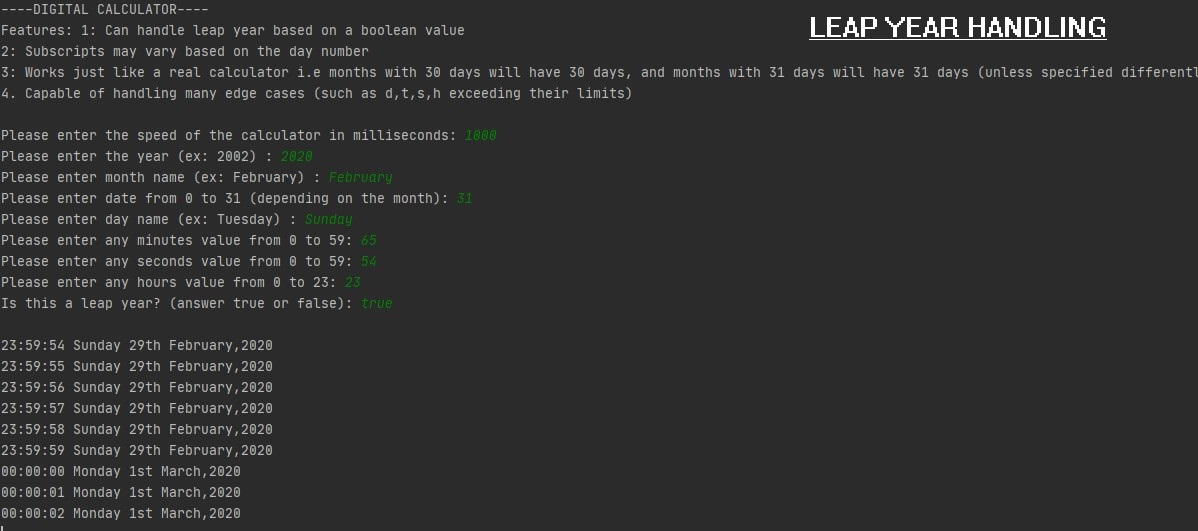 ----DIGITAL CALCULATOR----
LEAP YEAR HANDLING
Features: 1: Can handle leap year based on a boolean value
2: Subscripts may vary based on the day number
3: Works just like a real calculator i.e months with 30 days will have 30 days, and months with 31 days will have 31 days (unless specified differentl
4. Capable of handling many edge cases (such as d,t,s,h exceeding their limits)
Please enter the speed of the calculator in milliseconds: 1000
Please enter the year (ex: 2002) : 2020
Please enter month name (ex: February) : February
Please enter date from 0 to 31 (depending on the month): 31
Please enter day name (ex: Tuesday) : Sunday
Please enter any minutes value from 0 to 59: 65
Please enter any seconds value from 0 to 59: 54
Please enter any hours value from 0 to 23: 23
Is this a leap year? (answer true or false): true
23:59:54 Sunday 29th February,2020
23:59:55 Sunday 29th February,2020
23:59:56 Sunday 29th February,2020
23:59:57 Sunday 29th February,2020
23:59:58 Sunday 29th February,2020
23:59:59 Sunday 29th February,2020
00:00:00 Monday 1st March,2020
00:00:01 Monday 1st March,2020
00:00:02 Monday 1st March,2020